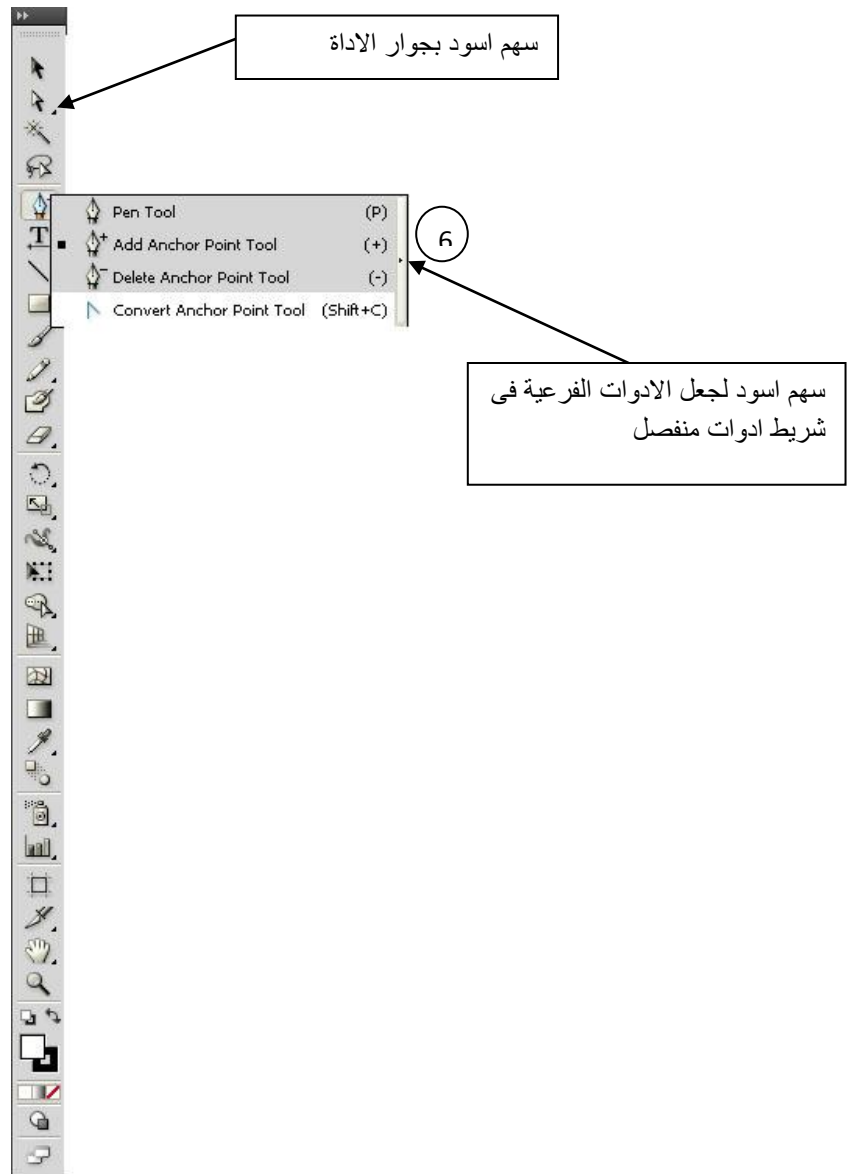 سهم اسود بجوار الاداة
Pen Tool (P)
Add Anchor Point Tool (+)
Delete Anchor Point Tool (-)
Convert Anchor Point Tool (Shift+C)
6
سهم اسود لجعل الادوات الفرعية فى
شريط ادوات منفصل